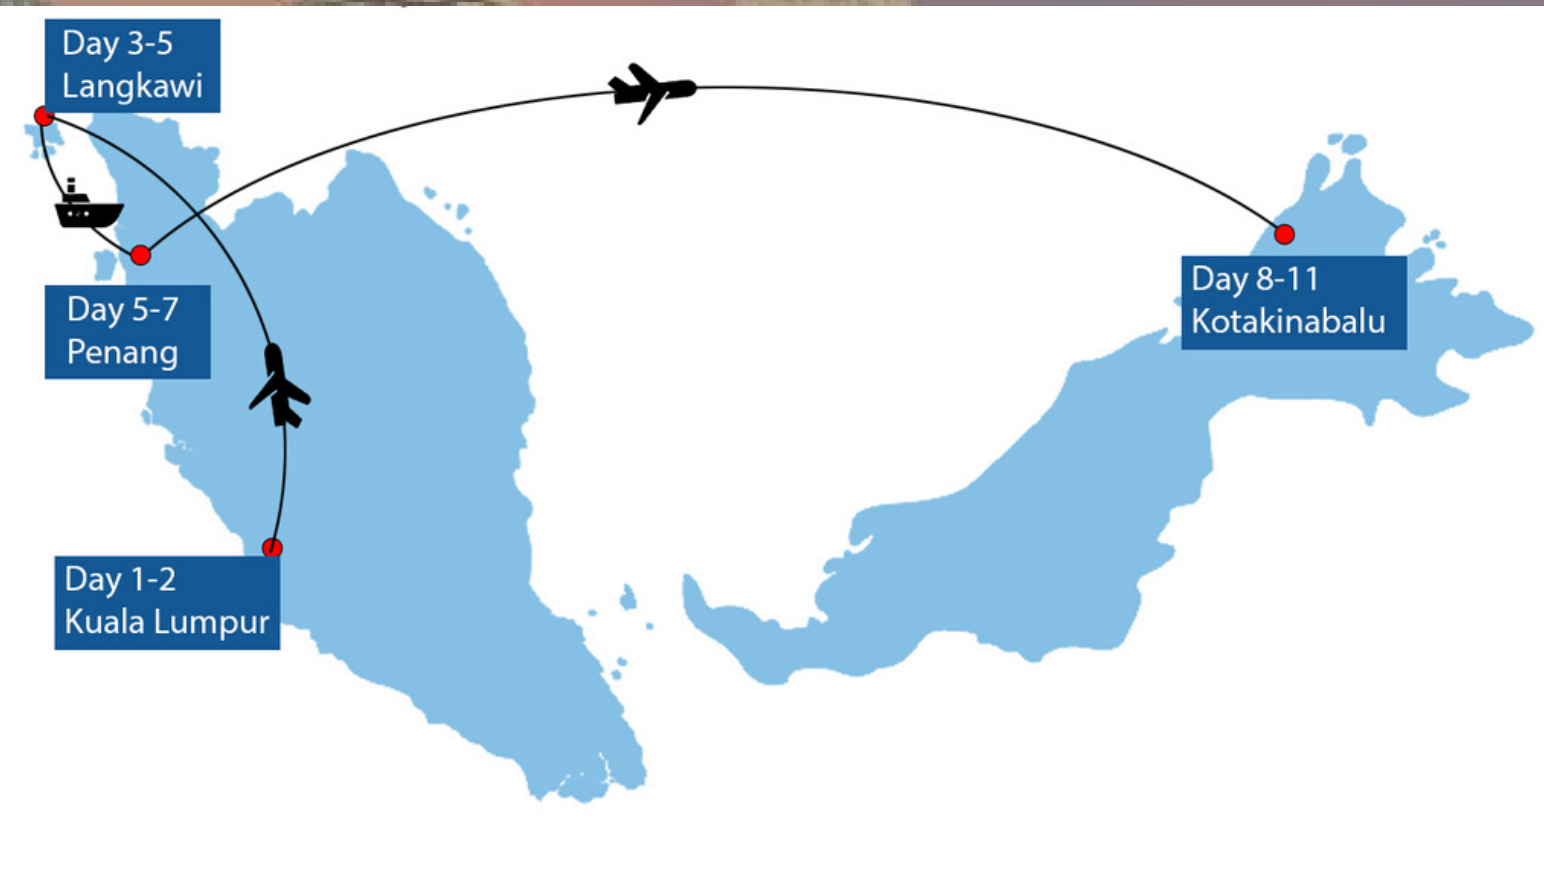 Day 3-5
Langkawi
Day 5-7
Penang
Day 8-11
Kotakinabalu
Day 1-2
Kuala Lumpur